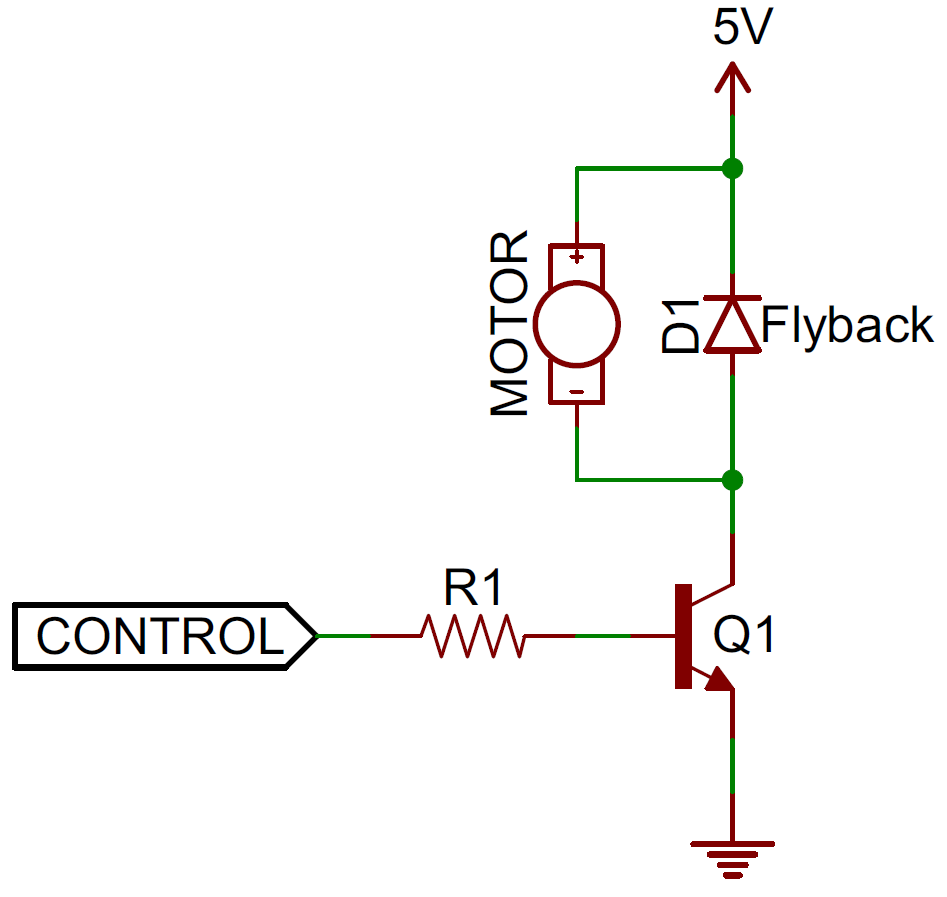 5V
+
MOTOR
-
D1
Flyback
R1
CONTROL
Q1